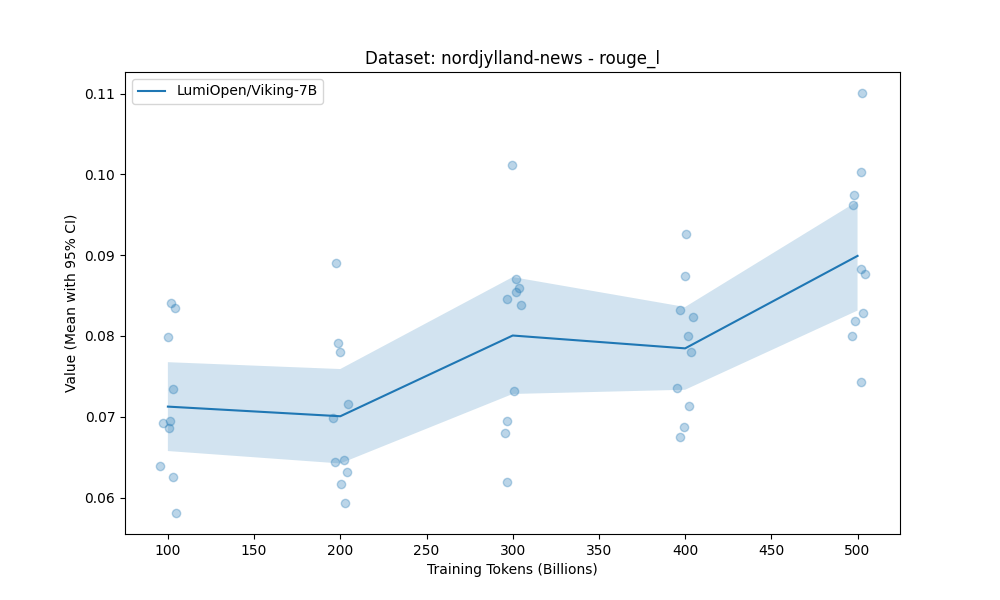 Dataset: nordjylland-news - rouge_l
LumiOpen/Viking-7B
Value (Mean with 95% CI)
0.11
0.10
0.09
0.08
0.07
0.06
100 150 200 250 300 350 400 450 500
Training Tokens (Billions)